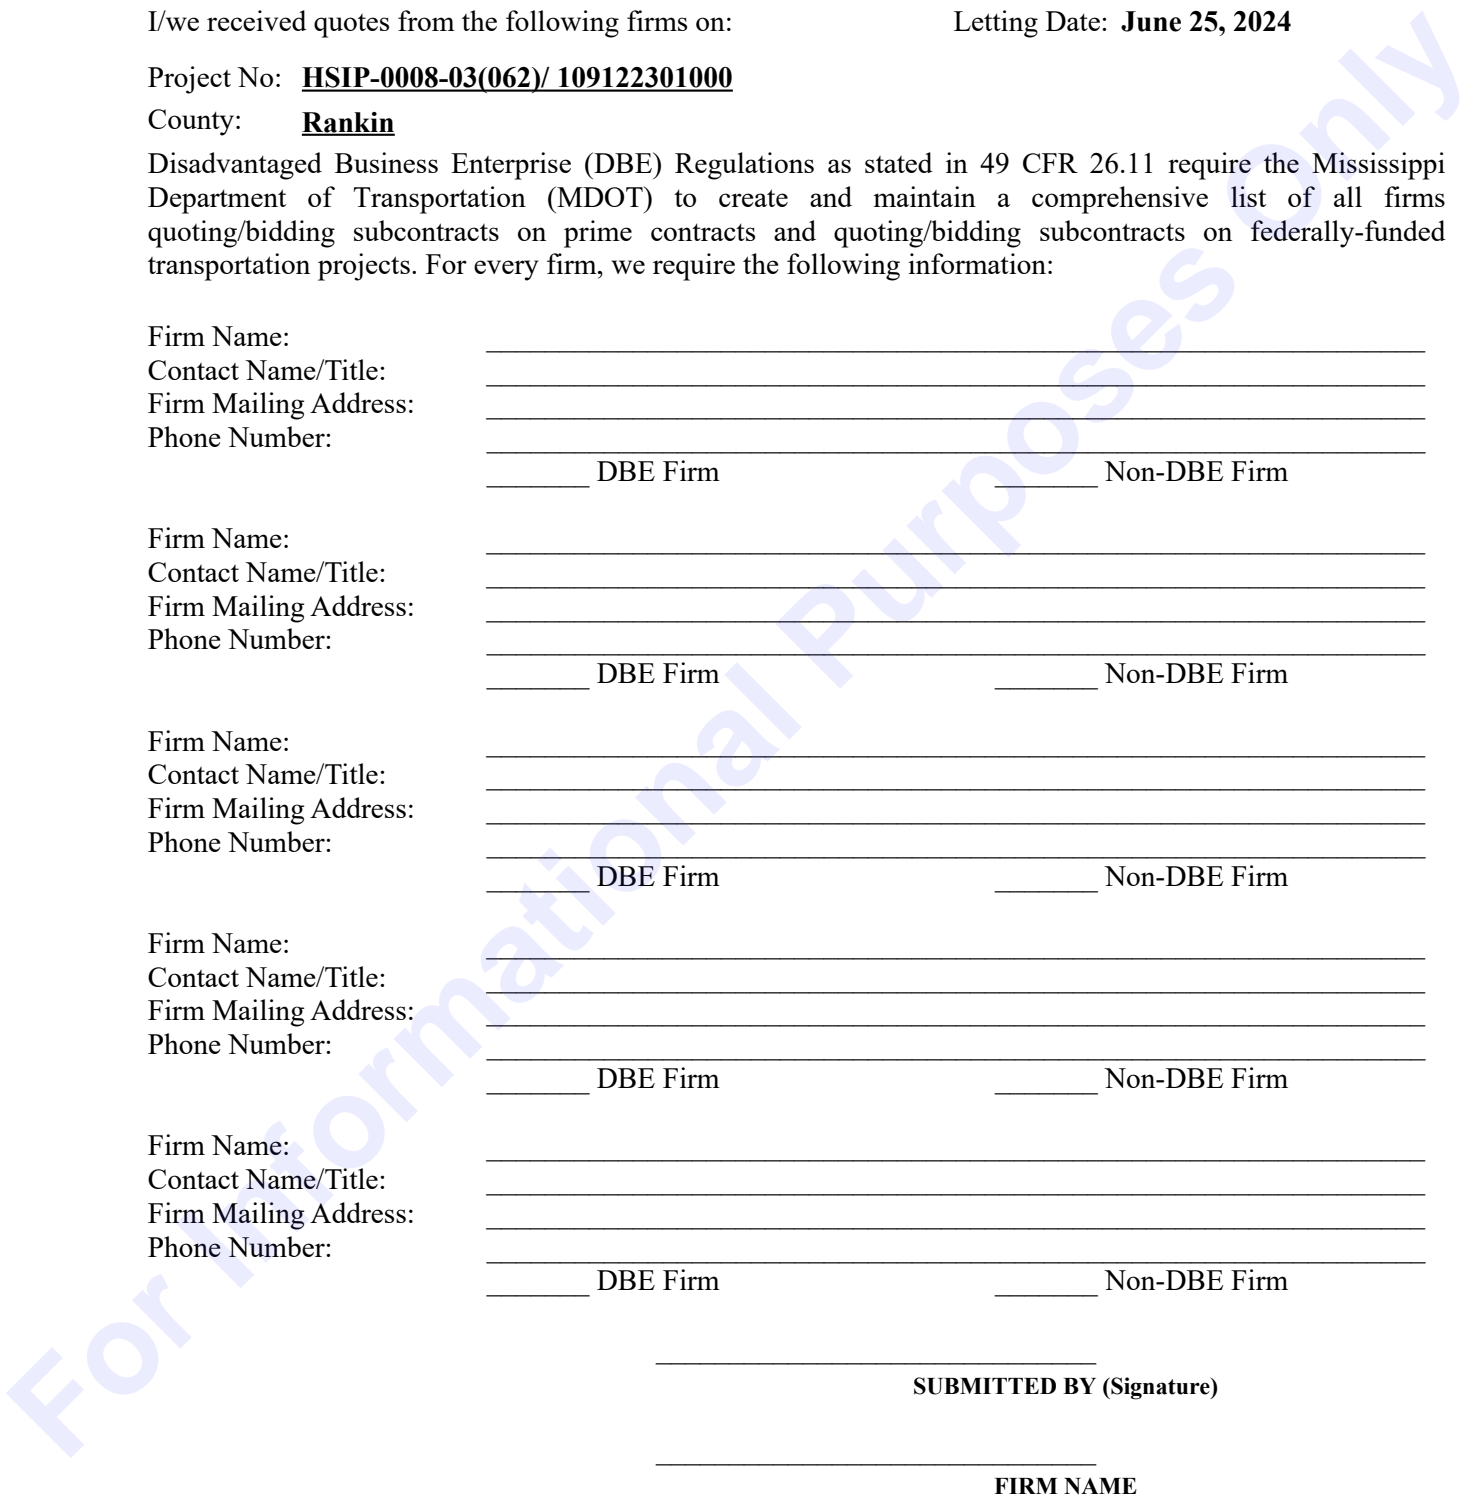 I/we received quotes from the following firms on: Letting Date: June 25, 2024
Project No: HSIP-0008-03(062)/ 109122301000
County: Rankin
Disadvantaged Business Enterprise (DBE) Regulations as stated in 49 CFR 26.11 require the Mississippi
Department of Transportation (MDOT) to create and maintain a comprehensive list of all firms
quoting/bidding subcontracts on prime contracts and quoting/bidding subcontracts on federally-funded
transportation projects. For every firm, we require the following information:
Firm Name:
Contact Name/Title:
Firm Mailing Address:
Phone Number:
DBE Firm Non-DBE Firm
Firm Name:
Contact Name/Title:
Firm Mailing Address:
Phone Number:
DBE Firm Non-DBE Firm
Firm Name:
Contact Name/Title:
Firm Mailing Address:
Phone Number:
DBE Firm Non-DBE Firm
Firm Name:
Contact Name/Title:
Firm Mailing Address:
Phone Number:
DBE Firm Non-DBE Firm
Firm Name:
Contact Name/Title:
Firm Mailing Address:
Phone Number:
DBE Firm Non-DBE Firm
SUBMITTED BY (Signature)
FIRM NAME
For Informational Purposes Only